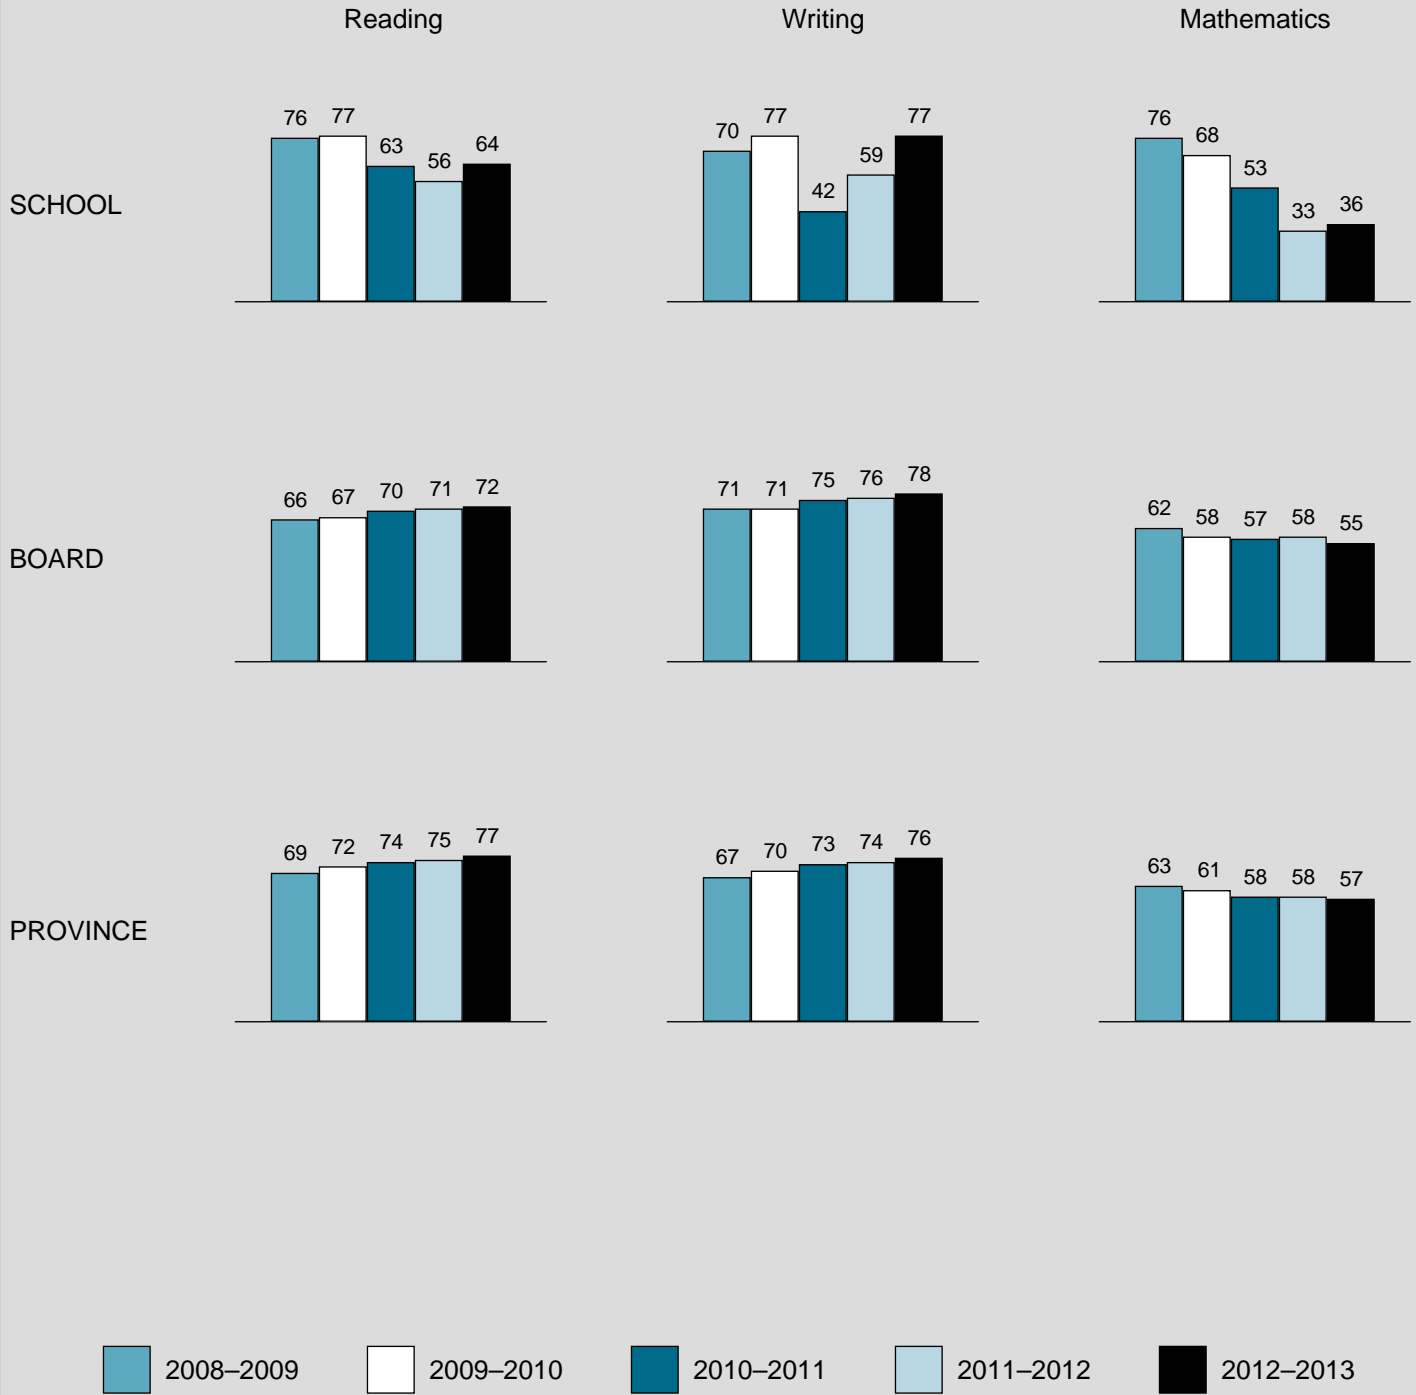 Reading Writing Mathematics
SCHOOL
76 77 63 56 64
70 77 42 59 77
76 68 53 33 36
BOARD
66 67 70 71 72
71 71 75 76 78
62 58 57 58 55
PROVINCE
69 72 74 75 77
67 70 73 74 76
63 61 58 58 57
2008–2009 2009–2010 2010–2011 2011–2012 2012–2013